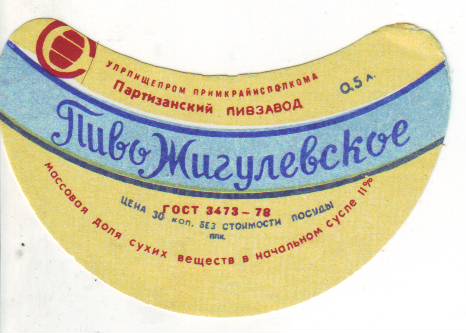 УПРПИЩЕПРОМ ПРИМКРАЙИСПОЛКОМА
Партизанский ПИВЗАВОД
0,5 л.
Пиво Жигулевское
ГОСТ 3473-78
ЦЕНА 30 КОП. БЕЗ СТОИМОСТИ ПОСУДЫ
ППК.
массовая доля сухих веществ в начальном сусле 11%